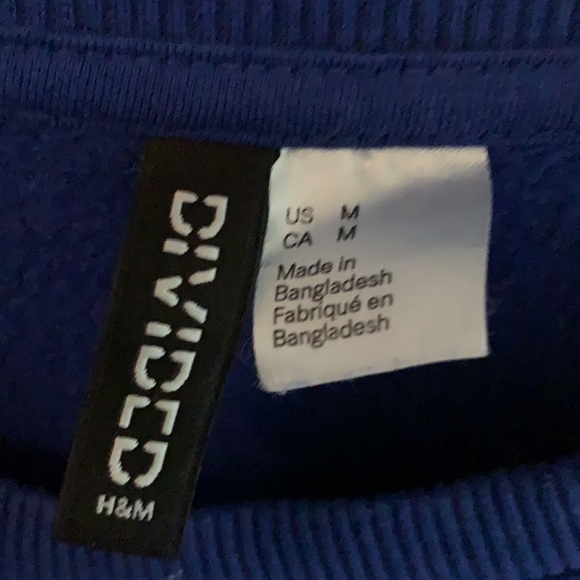 DIVIDED
H&M
US M
CA M
Made in
Bangladesh
Fabriqué en
Bangladesh